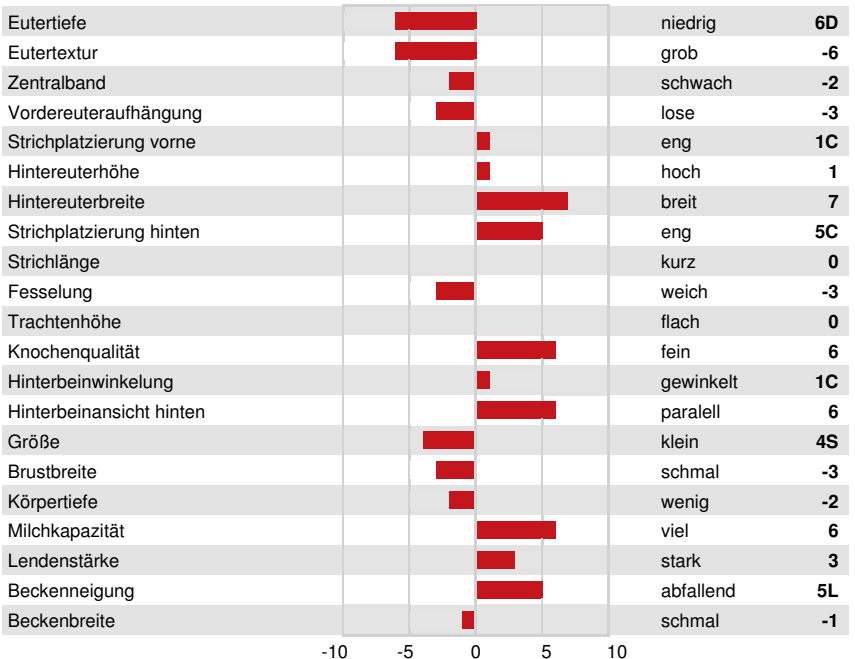 Eutertiefe niedrig 6D
Eutertextur grob -6
Zentralband schwach -2
Vordereuteraufhängung lose -3
Strichplatzierung vorne eng 1C
Hintereuterhöhe hoch 1
Hintereuterbreite breit 7
Strichplatzierung hinten eng 5C
Strichlänge kurz 0
Fesselung weich -3
Trachtenhöhe flach 0
Knochenqualität fein 6
Hinterbeinwinkelung gewinkelt 1C
Hinterbeinansicht hinten paralell 6
Größe klein 4S
Brustbreite schmal -3
Körpertiefe wenig -2
Milchkapazität viel 6
Lendenstärke stark 3
Beckenneigung abfallend 5L
Beckenbreite schmal -1
-10 -5 0 5 10